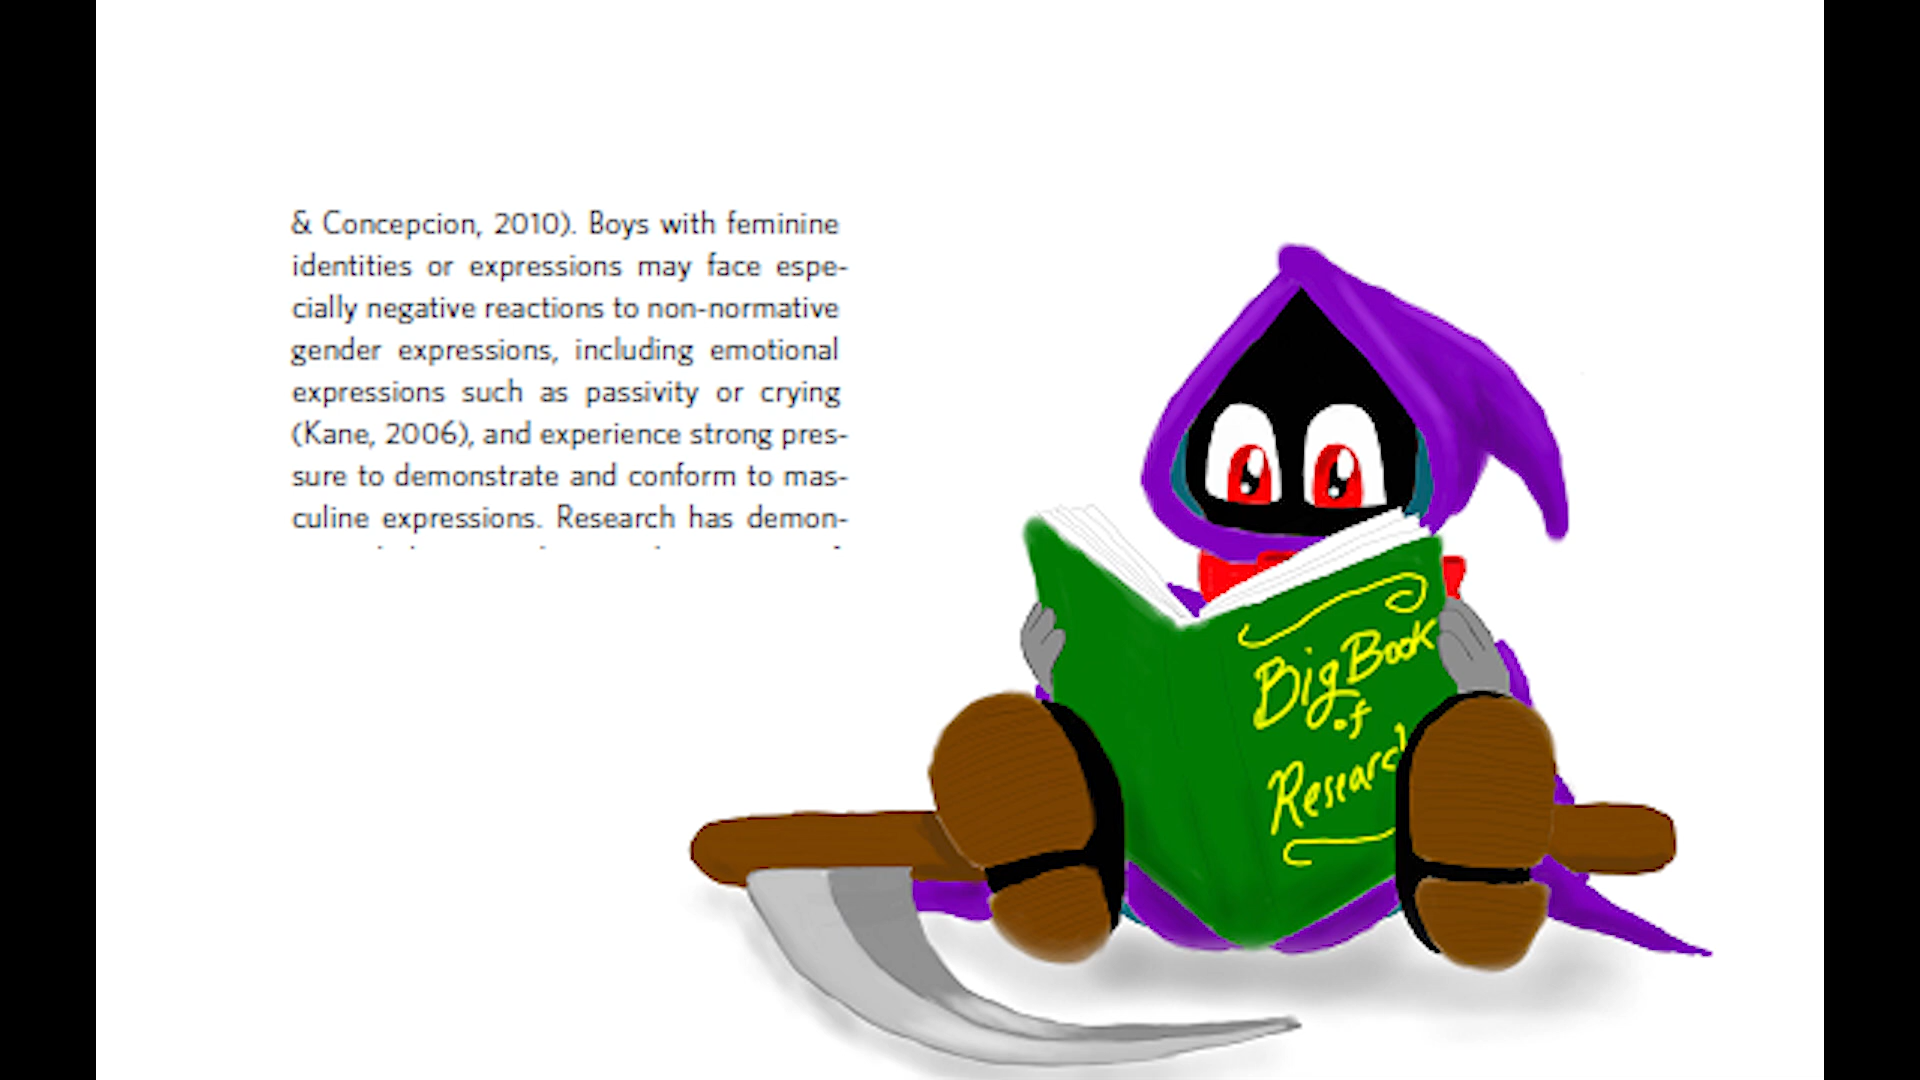 & Concepcion, 2010). Boys with feminine
identities or expressions may face espe-
cially negative reactions to non-normative
gender expressions, including emotional
expressions such as passivity or crying
(Kane, 2006), and experience strong pres-
sure to demonstrate and conform to mas-
culine expressions. Research has demon-
Big Book
of
Research